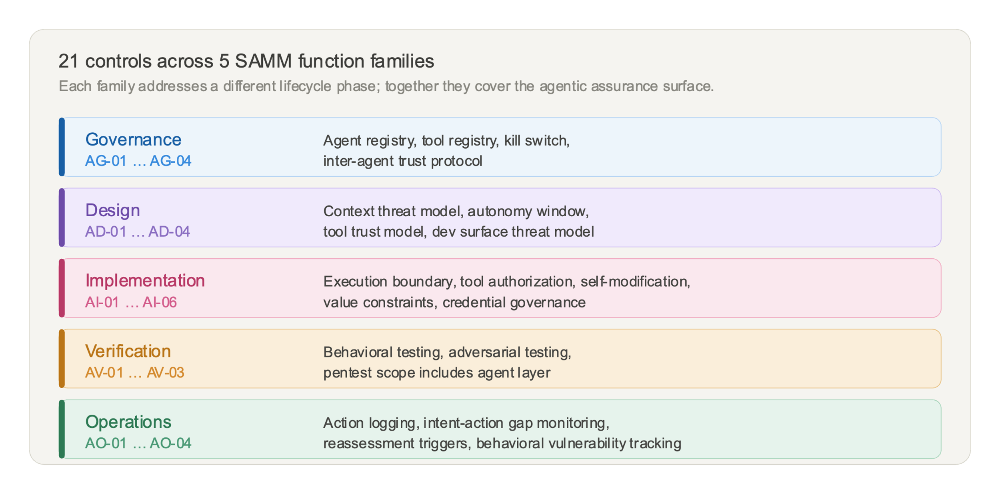 21 controls across 5 SAMM function families
Each family addresses a different lifecycle phase; together they cover the agentic assurance surface.
Governance
AG-01 … AG-04
Agent registry, tool registry, kill switch,
inter-agent trust protocol
Design
AD-01 … AD-04
Context threat model, autonomy window,
tool trust model, dev surface threat model
Implementation
AI-01 … AI-06
Execution boundary, tool authorization, self-modification,
value constraints, credential governance
Verification
AV-01 … AV-03
Behavioral testing, adversarial testing,
pentest scope includes agent layer
Operations
AO-01 … AO-04
Action logging, intent-action gap monitoring,
reassessment triggers, behavioral vulnerability tracking